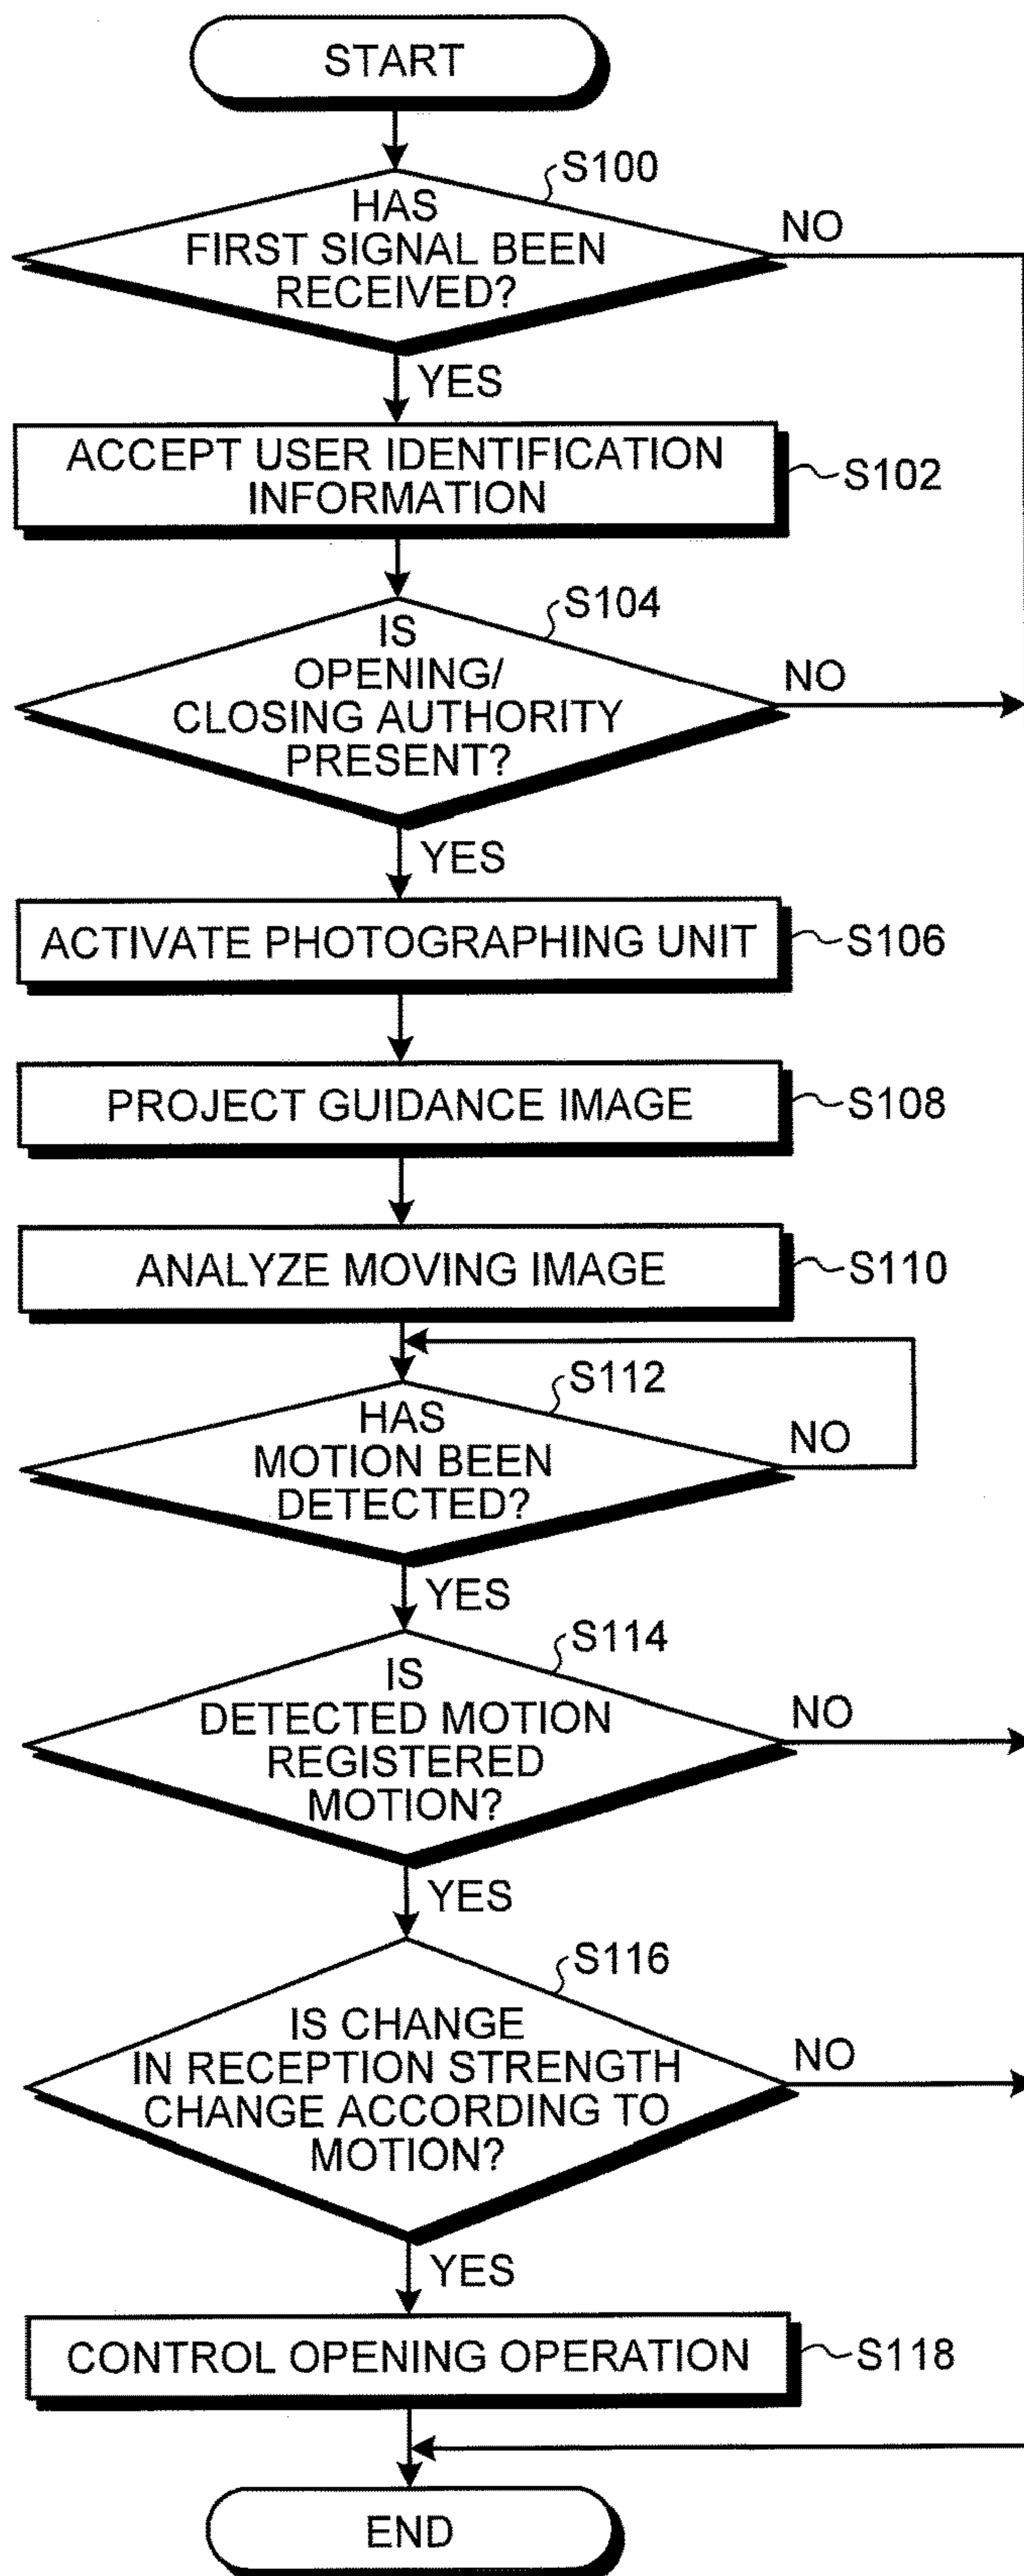 START
S100
HAS
FIRST SIGNAL BEEN
RECEIVED?
NO
YES
ACCEPT USER IDENTIFICATION
INFORMATION
S102
S104
IS
OPENING/
CLOSING AUTHORITY
PRESENT?
NO
YES
ACTIVATE PHOTOGRAPHING UNIT
S106
PROJECT GUIDANCE IMAGE
S108
ANALYZE MOVING IMAGE
S110
S112
HAS
MOTION BEEN
DETECTED?
NO
YES
S114
IS
DETECTED MOTION
REGISTERED
MOTION?
NO
YES
S116
IS CHANGE
IN RECEPTION STRENGTH
CHANGE ACCORDING TO
MOTION?
NO
YES
CONTROL OPENING OPERATION
S118
END